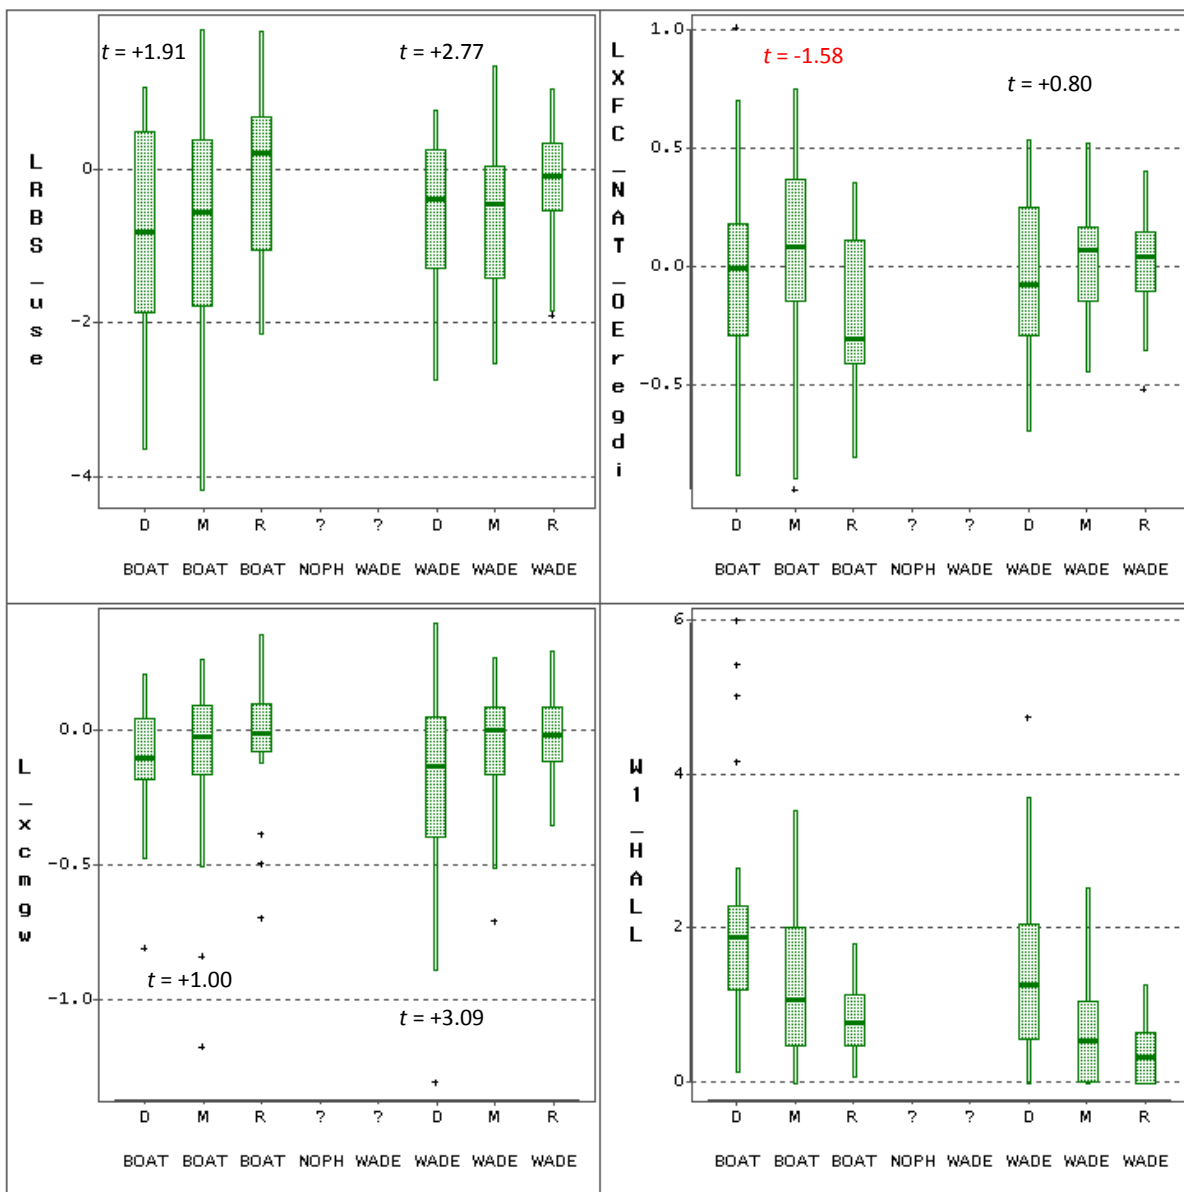 LRBS_use
t = +1.91
t = +2.77
0
-2
-4
D M R ? ? D M R
BOAT BOAT BOAT NOPH WADE WADE WADE WADE
LXFC_NAT_OEregdi
t = -1.58
t = +0.80
1.0
0.5
0.0
-0.5
D M R ? ? D M R
BOAT BOAT BOAT NOPH WADE WADE WADE WADE
L_xcmgw
0.0
-0.5
-1.0
t = +1.00
t = +3.09
D M R ? ? D M R
BOAT BOAT BOAT NOPH WADE WADE WADE WADE
W1_HALL
6
4
2
0
D M R ? ? D M R
BOAT BOAT BOAT NOPH WADE WADE WADE WADE